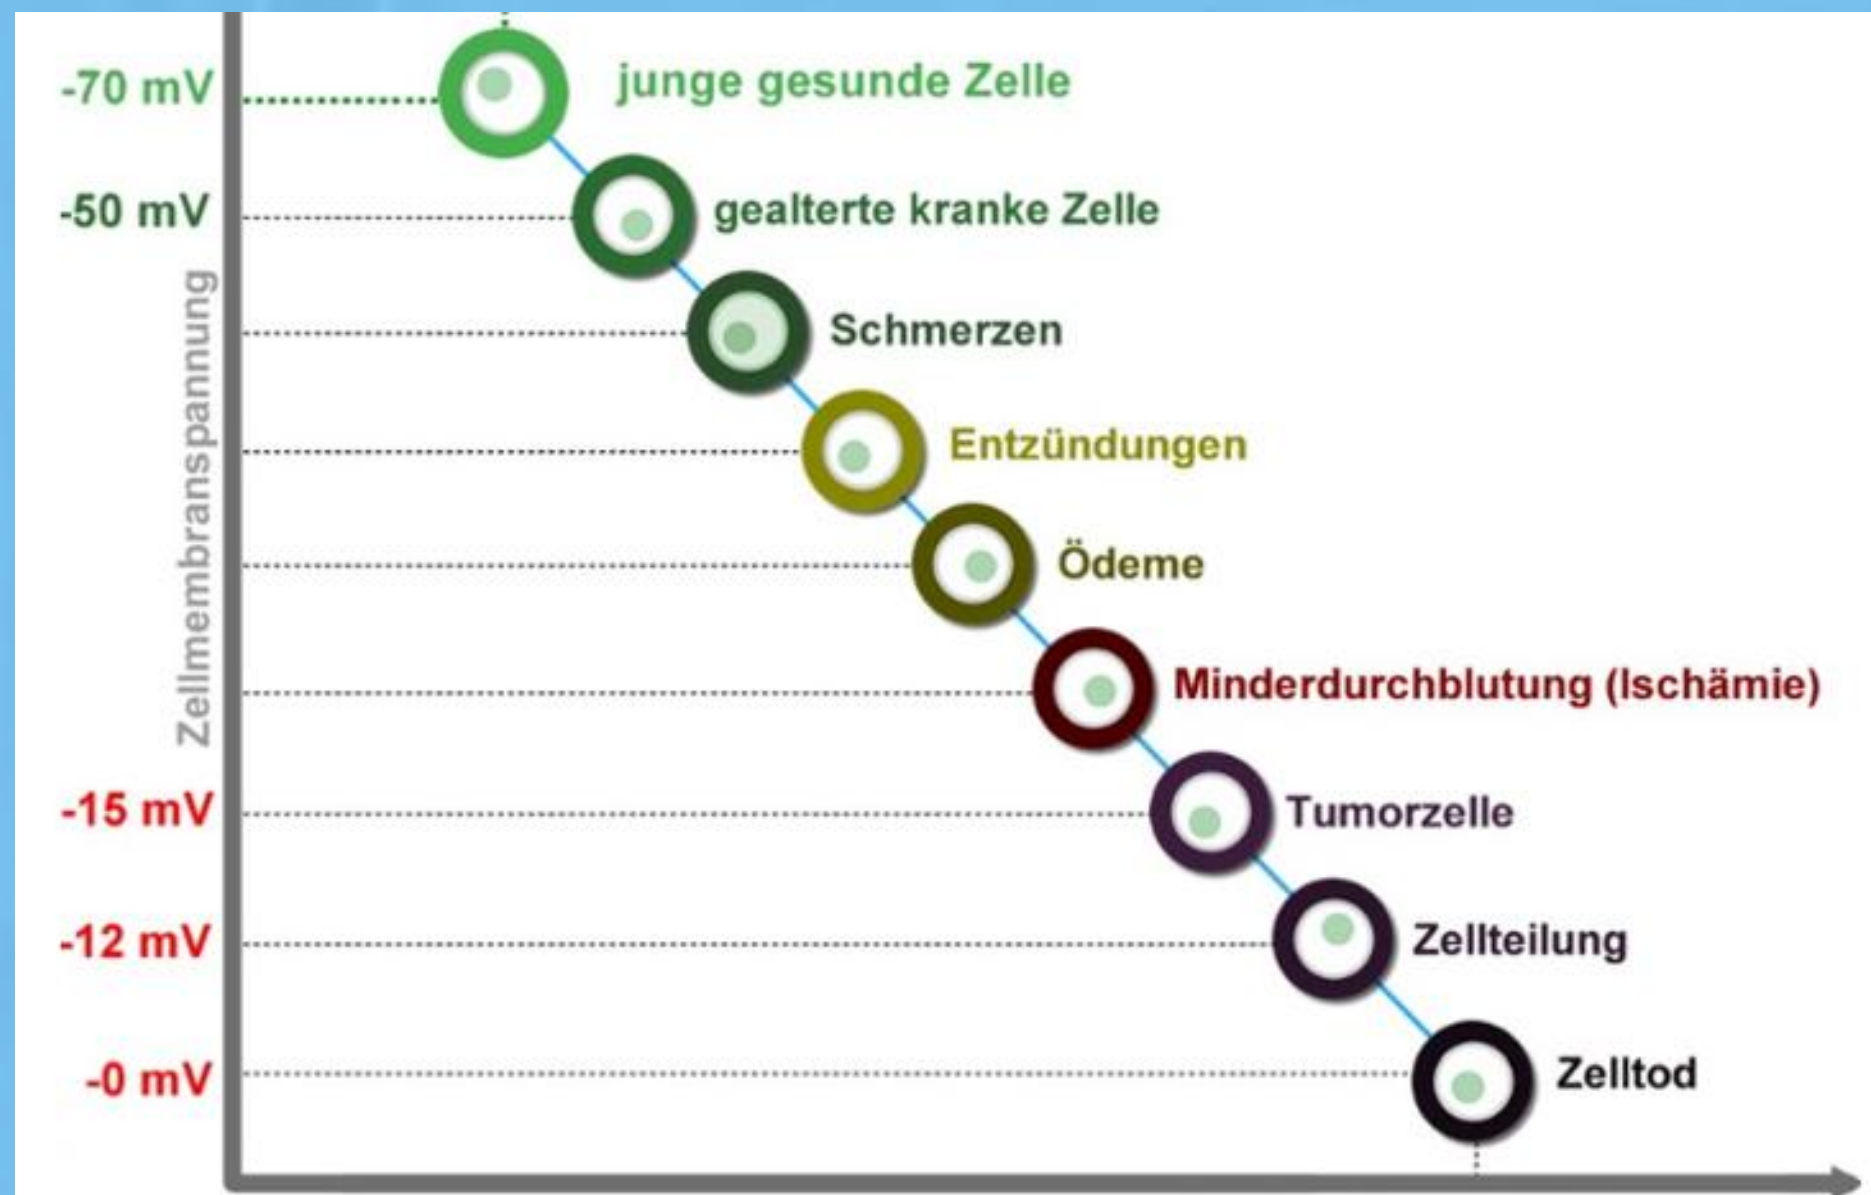 -70 mV junge gesunde Zelle
-50 mV gealterte kranke Zelle
Zellmembranspannung
Schmerzen
Entzündungen
Ödeme
Minderdurchblutung (Ischämie)
-15 mV Tumorzelle
-12 mV Zellteilung
-0 mV Zelltod